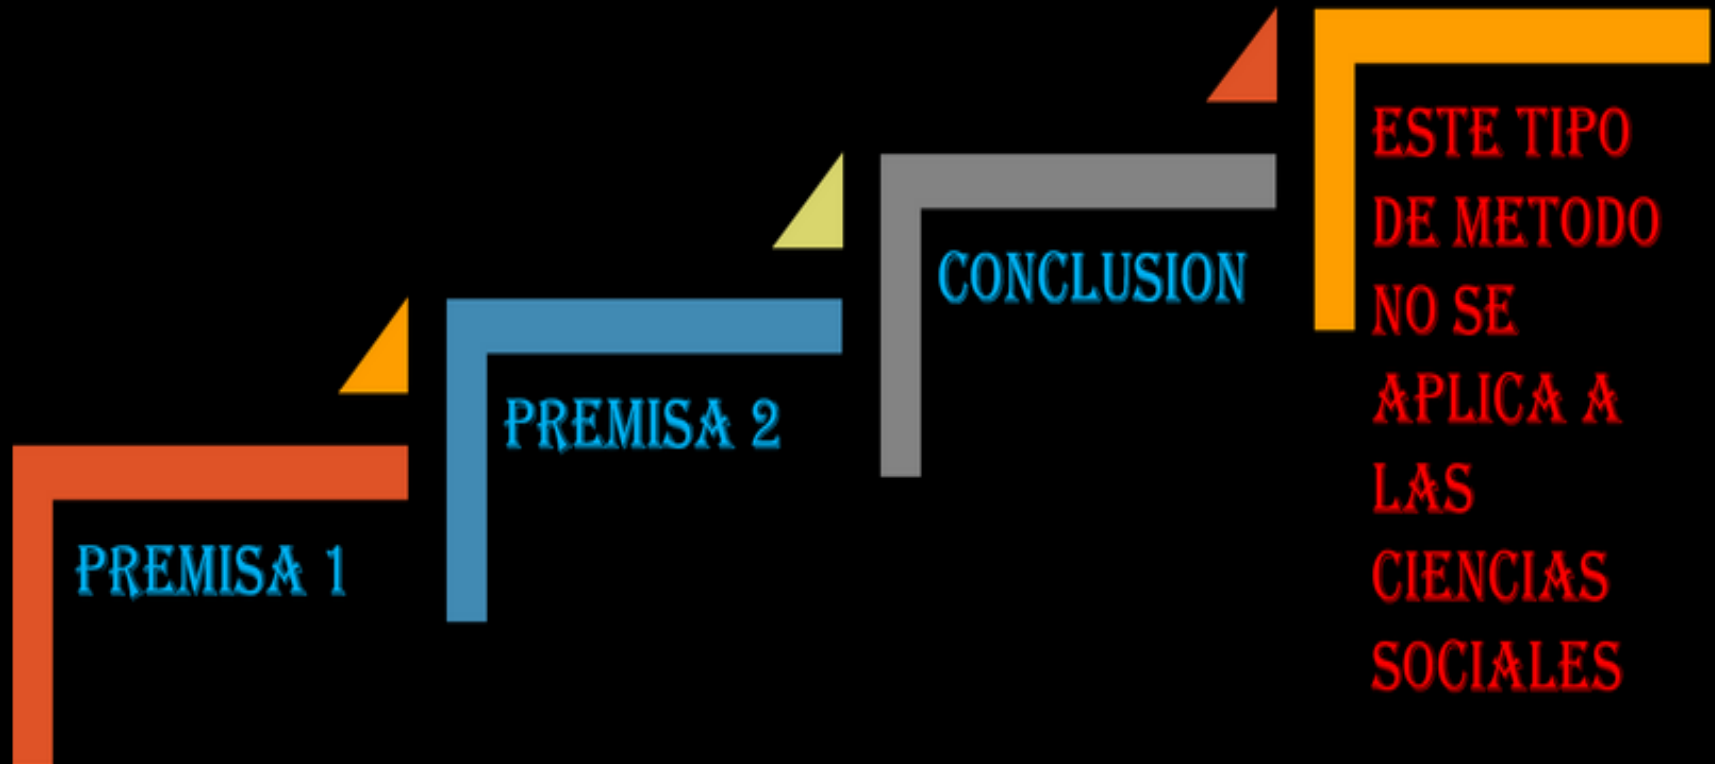 PREMISA 1
PREMISA 2
CONCLUSION
ESTE TIPO
DE METODO
NO SE
APLICA A
LAS
CIENCIAS
SOCIALES